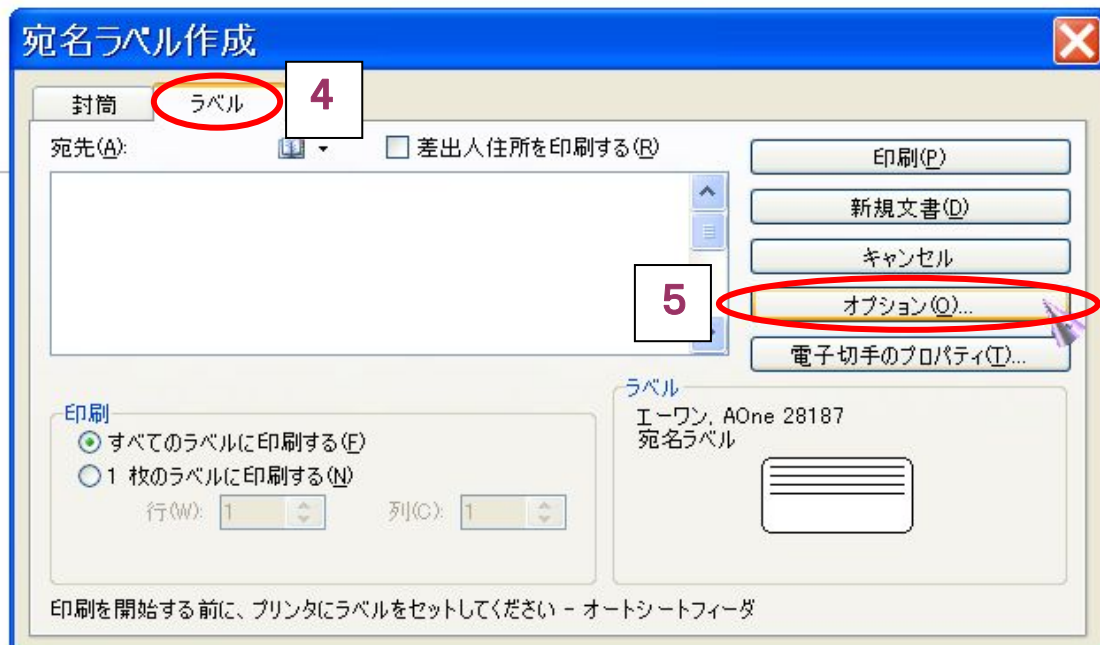 宛名ラベル作成
封筒
ラベル
4
宛先(A):
差出人住所を印刷する(R)
印刷(P)
新規文書(D)
キャンセル
5
オプション(O)...
電子切手のプロパティ(T)...
印刷
すべてのラベルに印刷する(F)
1 枚のラベルに印刷する(N)
行(W): 1
列(C): 1
ラベル
エーワン, AOne 28187
宛名ラベル
印刷を開始する前に、プリンタにラベルをセットしてください - オートシートフィーダ